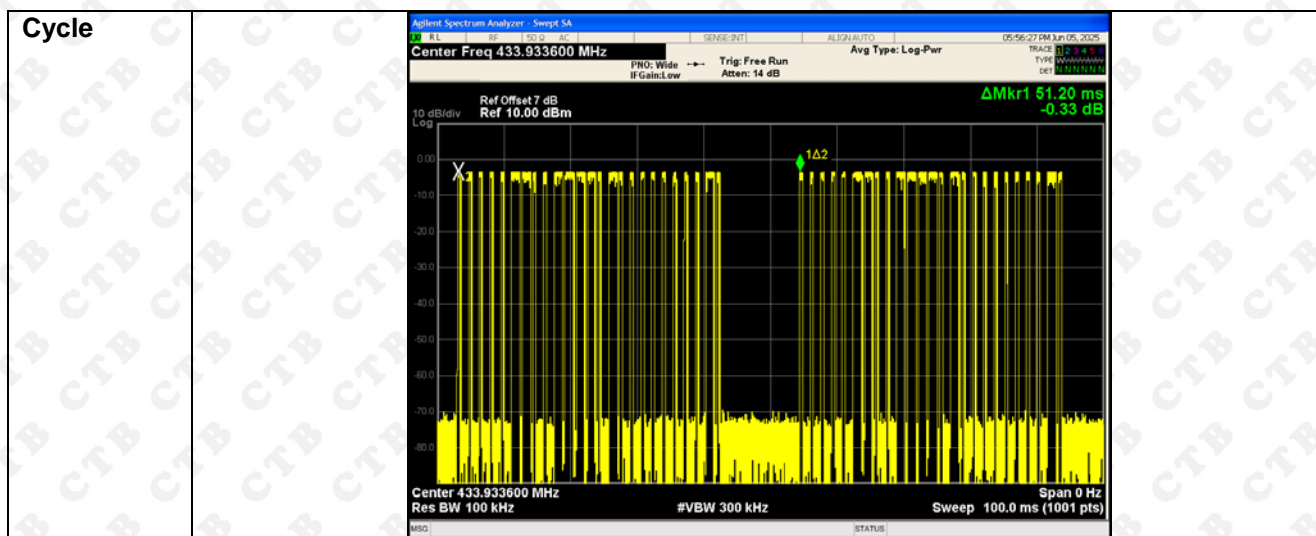 Cycle
Agilent Spectrum Analyzer - Swept SA
RL RF 50 Ω AC SENSE:INT ALIGN AUTO 05:56:27 PM Jun 05, 2025
Center Freq 433.933600 MHz
Avg Type: Log-Pwr
TRACE 1 2 3 4 5 6
PNO: Wide
Trig: Free Run
TYPE
IFGain:Low
Atten: 14 dB
DET N N N N N N
ΔMkr1 51.20 ms
-0.33 dB
Ref Offset 7 dB
10 dB/div Ref 10.00 dBm
Log
1Δ2
0.00
X
-10.0
-20.0
-30.0
-40.0
-50.0
-60.0
-70.0
-80.0
Center 433.933600 MHz
Span 0 Hz
Res BW 100 kHz
#VBW 300 kHz
Sweep 100.0 ms (1001 pts)
MSG
STATUS
CTB